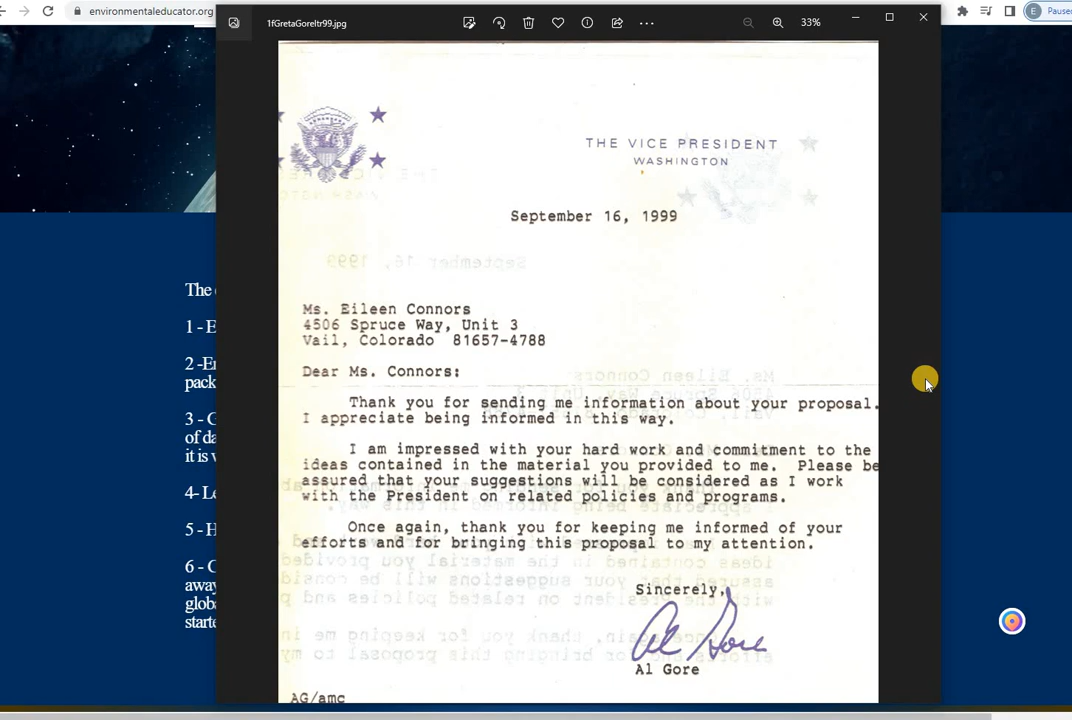 environmentaleducator.org
Paused
1fGretaGoreltr99.jpg
33%
THE VICE PRESIDENT
WASHINGTON
September 16, 1999
Ms. Eileen Connors
4506 Spruce Way, Unit 3
Vail, Colorado 81657-4788
Dear Ms. Connors:
Thank you for sending me information about your proposal.
I appreciate being informed in this way.
I am impressed with your hard work and commitment to the
ideas contained in the material you provided to me. Please be
assured that your suggestions will be considered as I work
with the President on related policies and programs.
Once again, thank you for keeping me informed of your
efforts and for bringing this proposal to my attention.
Sincerely,
Al Gore
Al Gore
AG/amc
The
1 - E
2 -E
pack
3 - G
of da
it is
4- Le
5 - H
6 - C
away
globa
starte